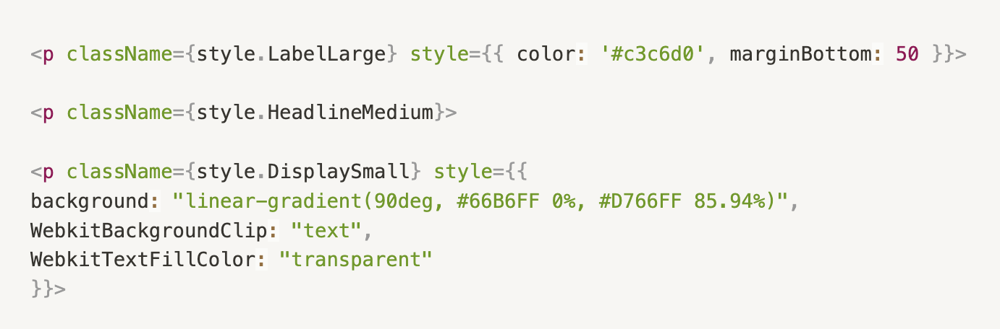 <p className={style.LabelLarge} style={{ color: '#c3c6d0', marginBottom: 50 }}>
<p className={style.HeadlineMedium}>
<p className={style.DisplaySmall} style={{
background: "linear-gradient(90deg, #66B6FF 0%, #D766FF 85.94%)",
WebkitBackgroundClip: "text",
WebkitTextFillColor: "transparent"
}}>